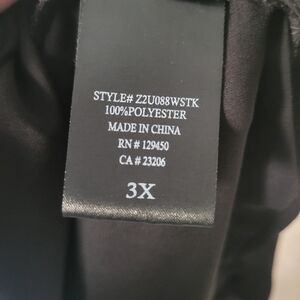 STYLE# Z2U088WSTK
100%POLYESTER
MADE IN CHINA
RN # 129450
CA # 23206
3X